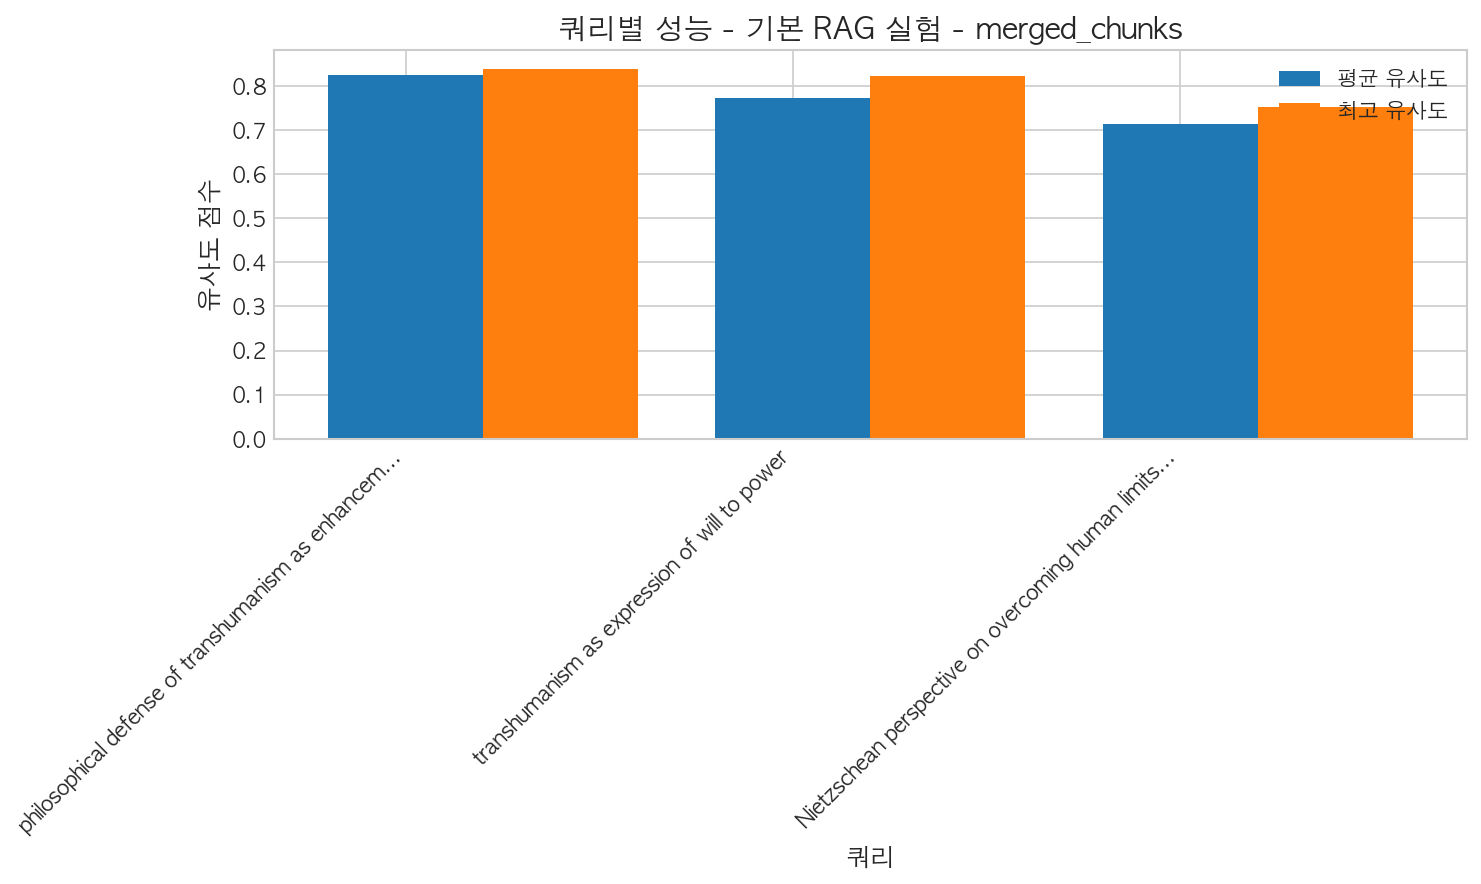 쿼리별 성능 - 기본 RAG 실험 - merged_chunks
평균 유사도
최고 유사도
유사도 점수
0.8
0.7
0.6
0.5
0.4
0.3
0.2
0.1
0.0
philosophical defense of transhumanism as enhancem...
transhumanism as expression of will to power
Nietzschean perspective on overcoming human limits...
쿼리